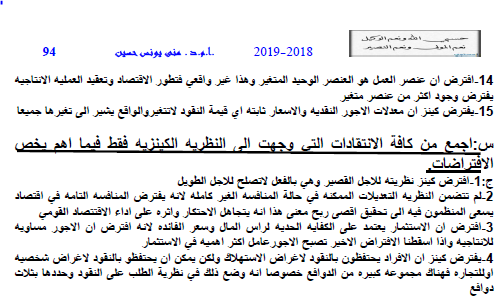 حسبي الله ونعم الوكيل
نعم المولى ونعم النصير
94 أ.م.د. منى يونس حسين 2018-2019
14-افترض ان عنصر العمل هو العنصر الوحيد المتغير وهذا غير واقعي فتطور الاقتصاد وتعقيد العمليه الانتاجيه
يفترض وجود اكثر من عنصر متغير
15-يفترض كينز ان معدلات الاجور النقديه والاسعار ثابته اي قيمة النقود لاتتغيروالواقع يشير الى تغيرها جميعا
س:اجمع من كافة الانتقادات التي وجهت الى النظريه الكينزيه فقط فيما اهم يخص
الافتراضات.
ج:1-افترض كينز نظريته للاجل القصير وهي بالفعل لاتصلح للاجل الطويل
2-لم تتضمن النظريه التعديلات الممكنه في حالة المنافسه الغير كامله لانه يفترض المنافسه التامه في اقتصاد
يسعى المنظمون فيه الى تحقيق اقصى ربح معنى هذا انه يتجاهل الاحتكار واثره على اداء الاقتتصاد القومي
3-افترض ان الاستثمار يعتمد على الكفايه الحديه لراس المال وسعر الفائده لانه افترض ان الاجور مساويه
للانتاجيه واذا اسقطنا الافتراض الاخير تصبح الاجورعامل اكثر اهميه في الاستثمار
4-يفترض كينز ان الافراد يحتفظون بالنقود لاغراض الاستهلاك ولكن يمكن ان يحتفظو بالنقود لاغراض شخصيه
اوللتجاره فهناك مجموعه كبيره من الدوافع خصوصا انه وضع ذلك في نظرية الطلب على النقود وحددها بثلاث
دوافع